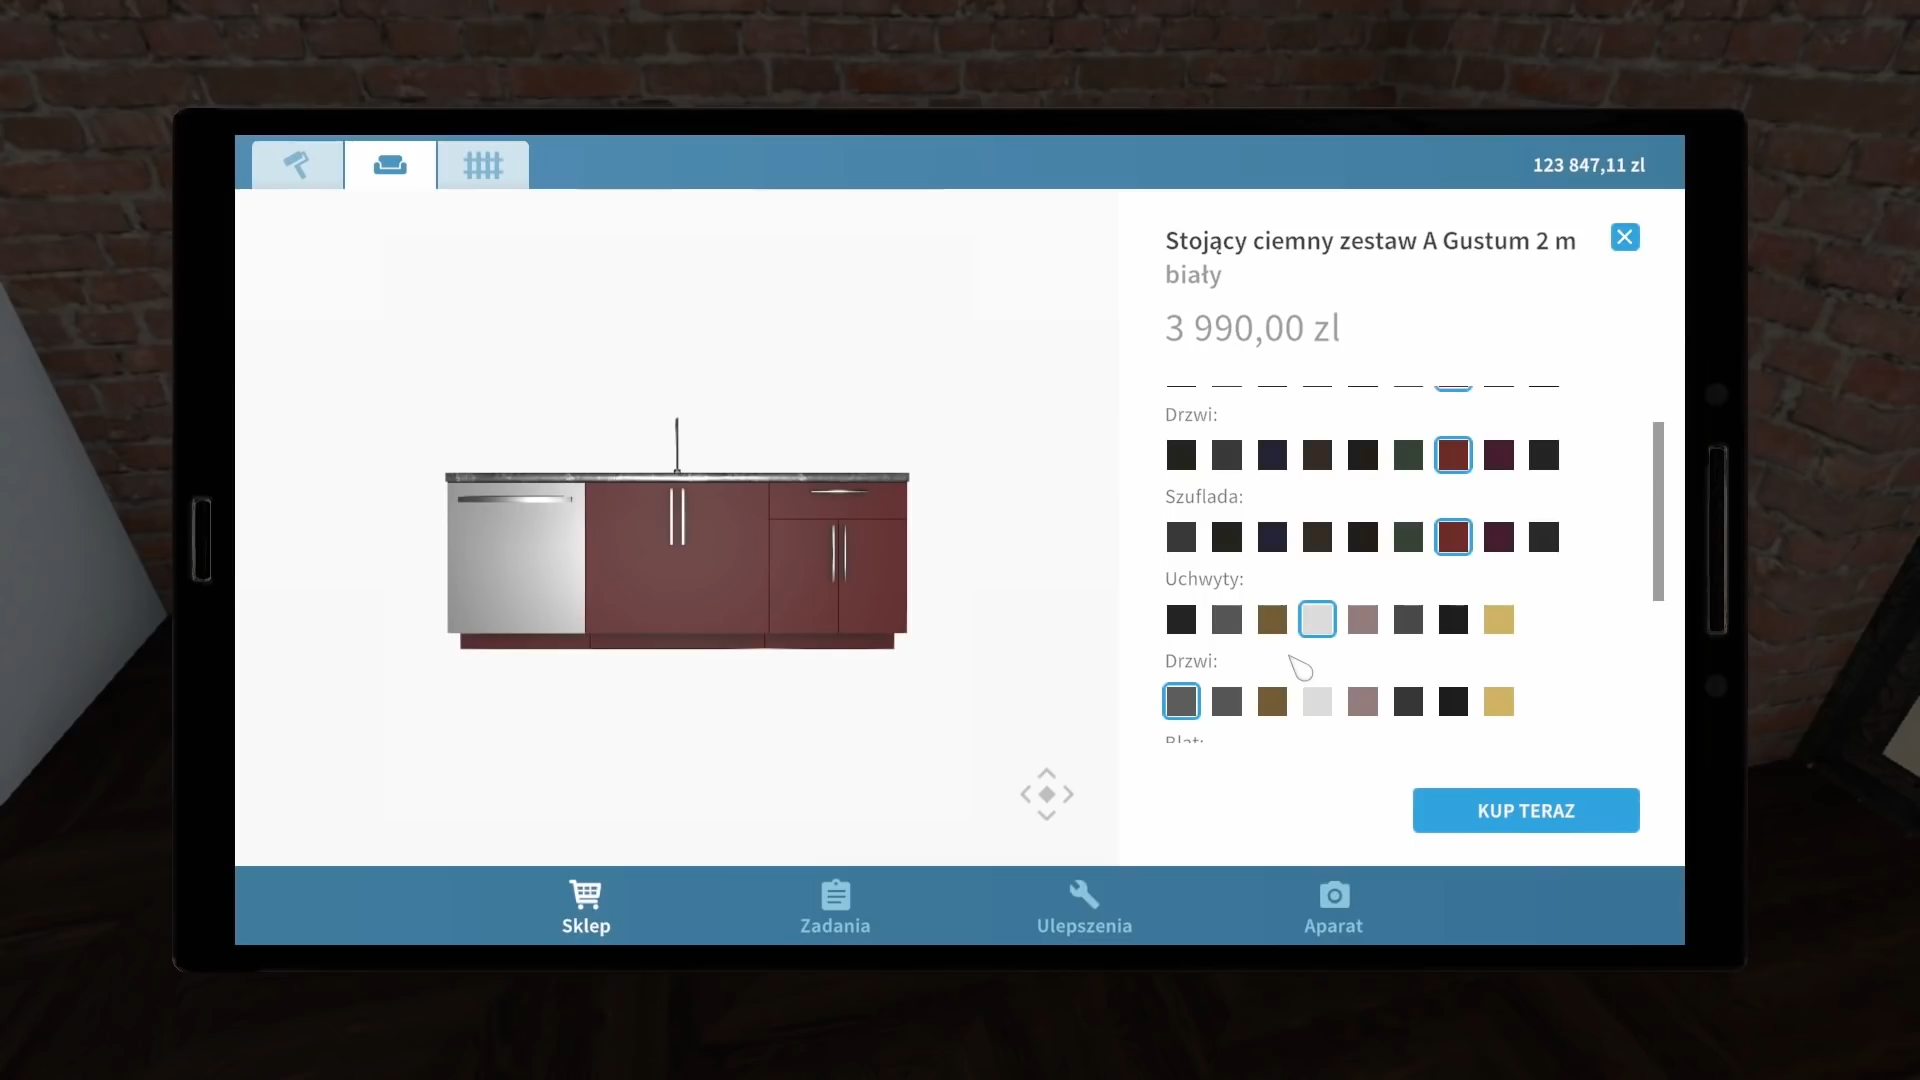 123 847,11 zl
Stojący ciemny zestaw A Gustum 2 m
biały
3 990,00 zl
Drzwi:
Szuflada:
Uchwyty:
Drzwi:
Blat:
KUP TERAZ
Sklep
Zadania
Ulepszenia
Aparat